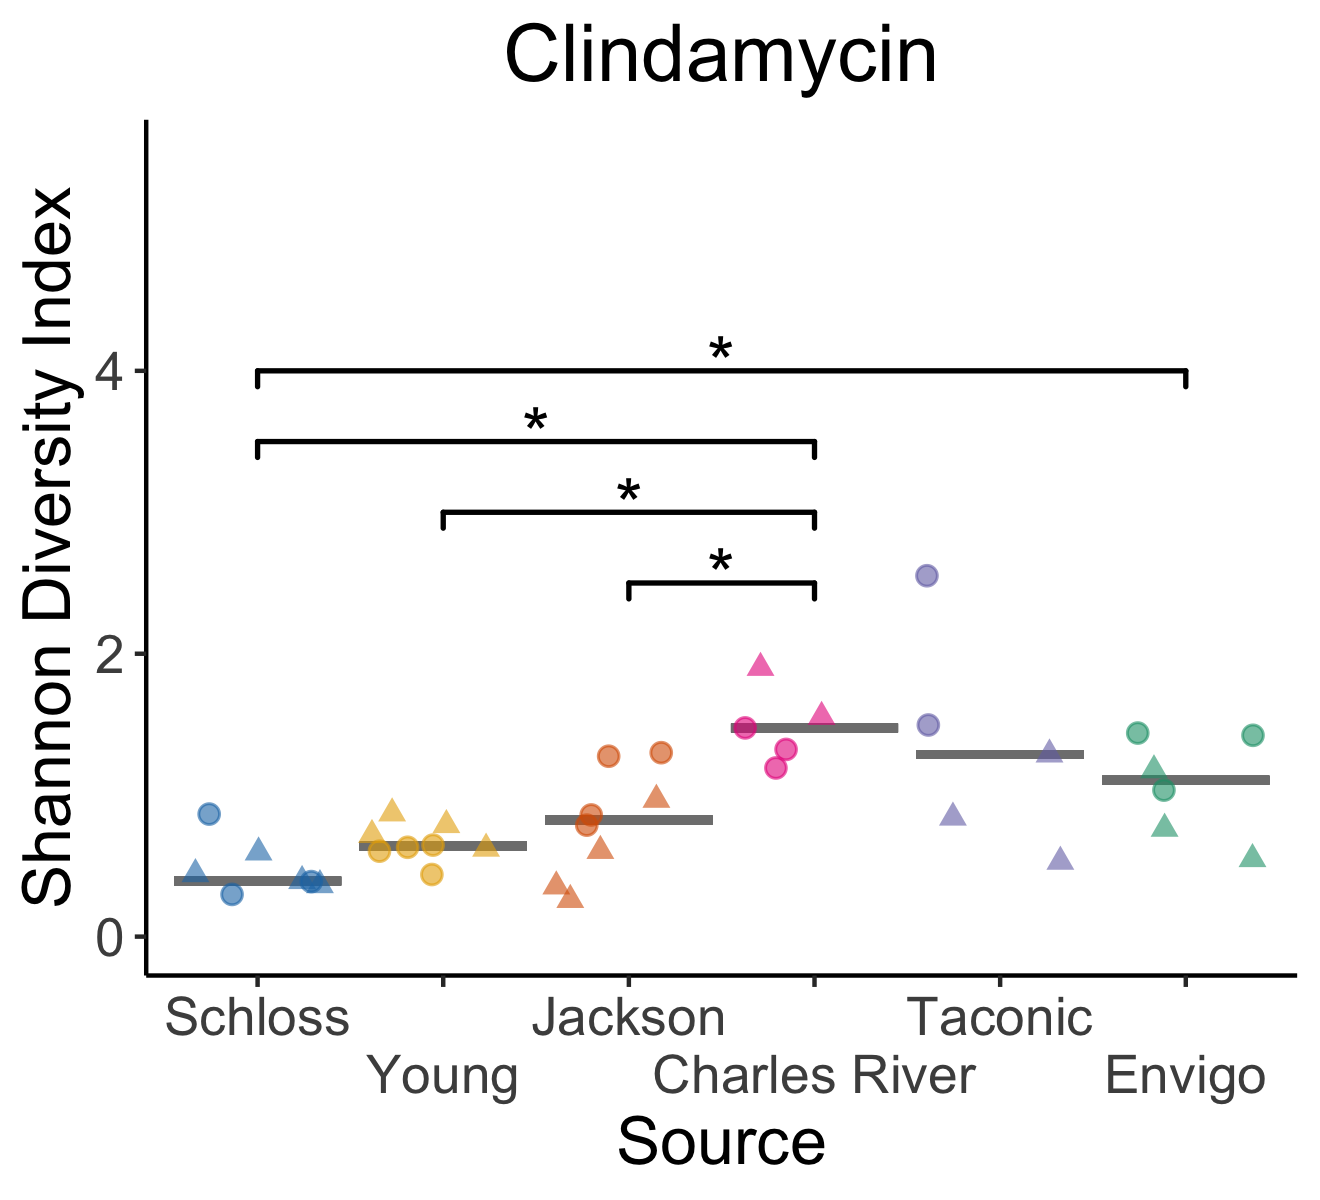 Clindamycin
Shannon Diversity Index
4
2
0
*
*
*
*
Schloss
Jackson
Taconic
Young
Charles River
Envigo
Source